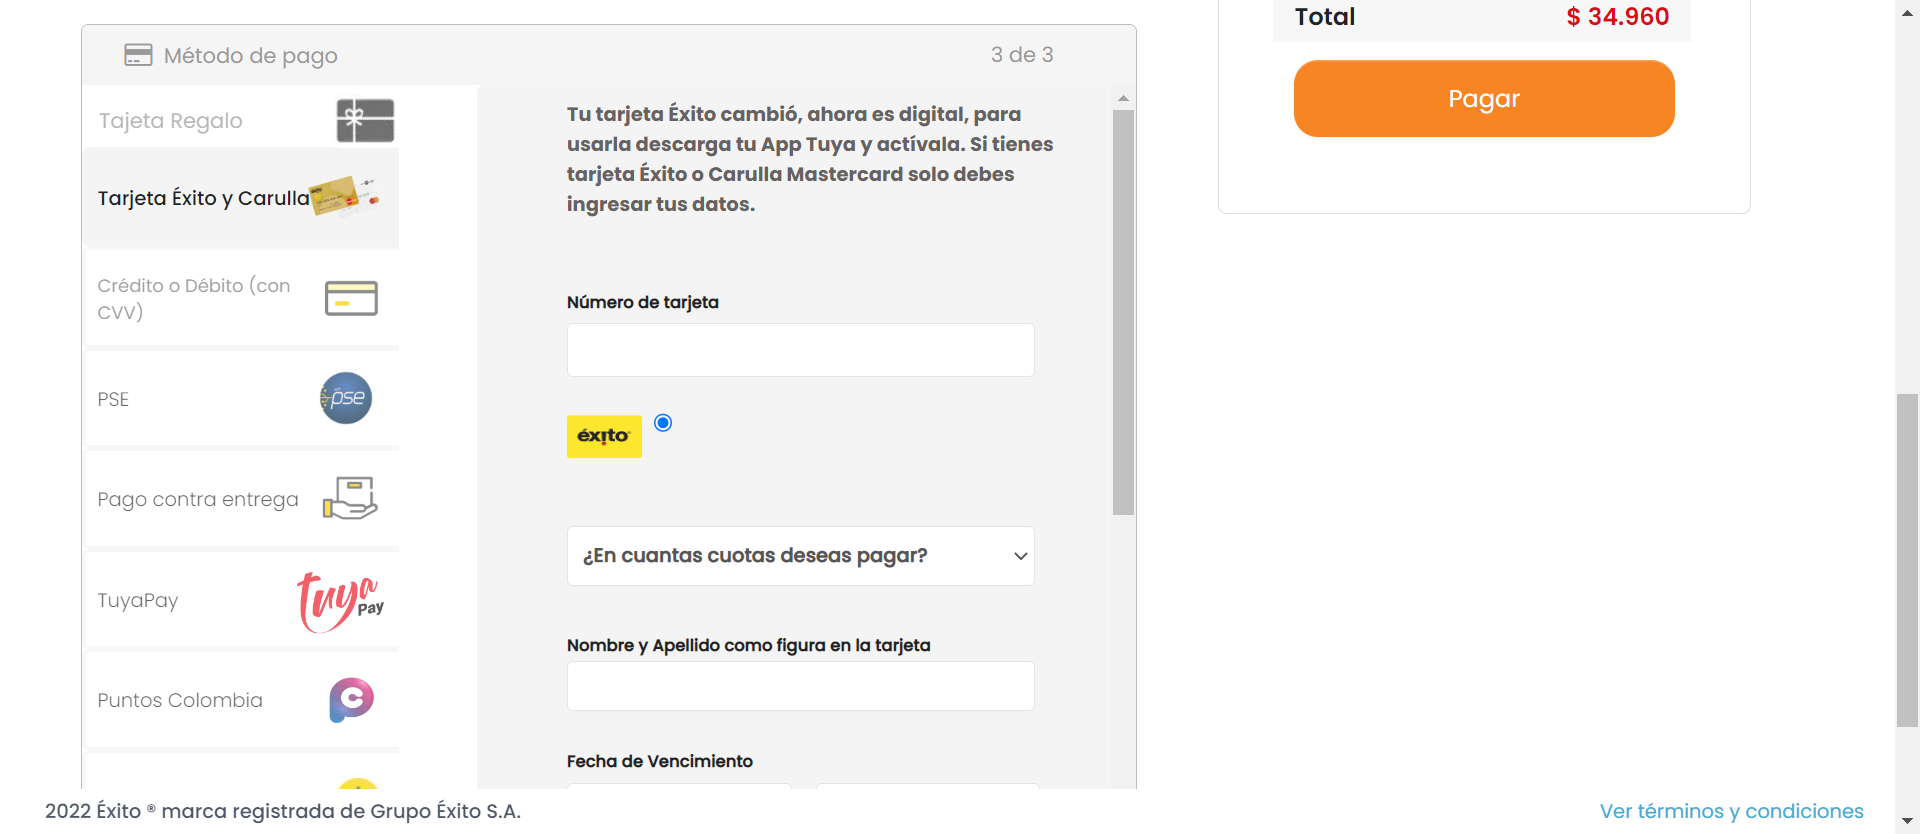 Total
$ 34.960
Pagar
Método de pago
3 de 3
Tajeta Regalo
Tarjeta Éxito y Carulla
Crédito o Débito (con
CVV)
PSE
pse
Pago contra entrega
TuyaPay
tuya
Pay
Puntos Colombia
Tu tarjeta Éxito cambió, ahora es digital, para
usarla descarga tu App Tuya y actívala. Si tienes
tarjeta Éxito o Carulla Mastercard solo debes
ingresar tus datos.
Número de tarjeta
éxito
¿En cuantas cuotas deseas pagar?
Nombre y Apellido como figura en la tarjeta
Fecha de Vencimiento
2022 Éxito ® marca registrada de Grupo Éxito S.A.
Ver términos y condiciones